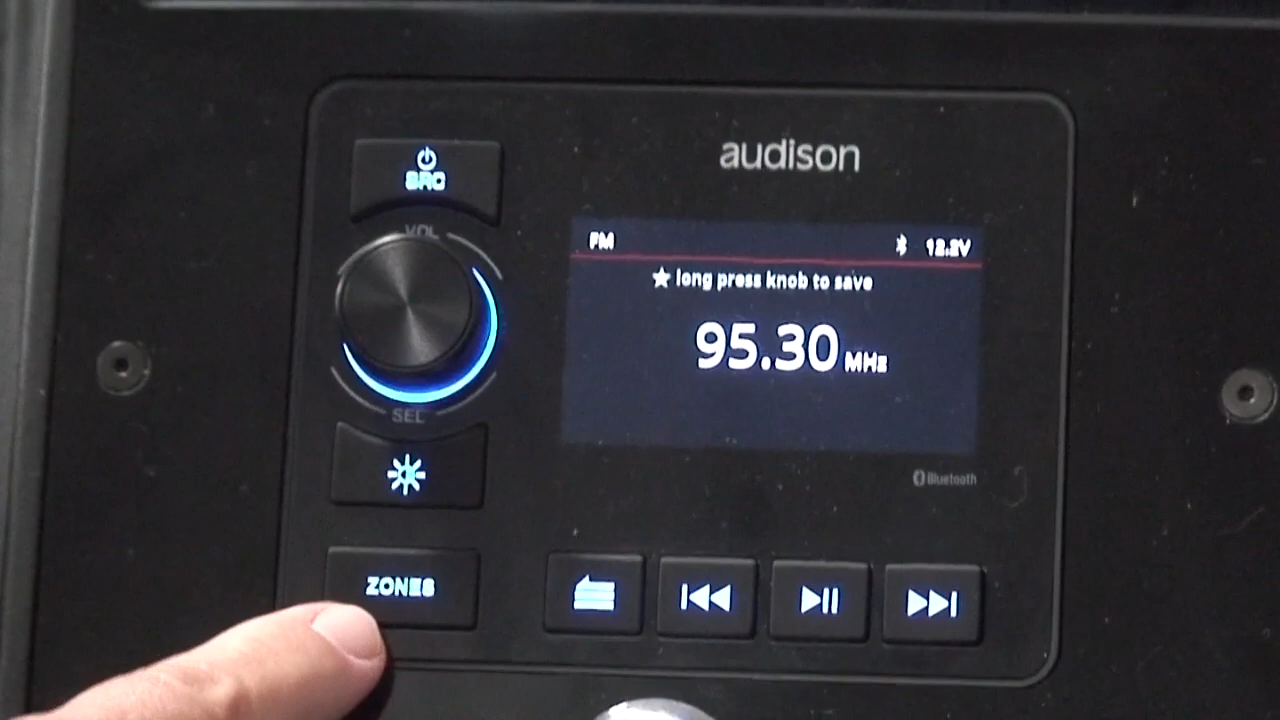 SRC
VOL
SEL
ZONES
audison
FM 12.2V
★ long press knob to save
95.30 MHz
Bluetooth